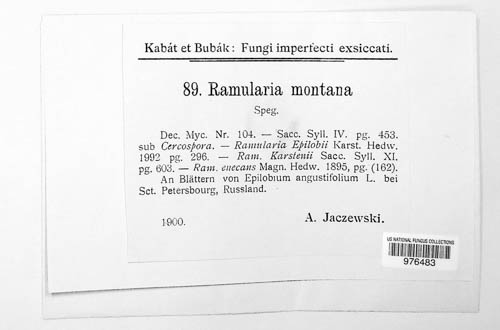 Kabát et Bubák: Fungi imperfecti exsiccati.
89. Ramularia montana
Speg.
Dec. Myc. Nr. 104. — Sacc. Syll. IV. pg. 453.
sub Cercospora. — Ramularia Epilobii Karst. Hedw.
1992 pg. 296. — Ram. Karstenii Sacc. Syll. XI.
pg. 603. — Ram. enecans Magn. Hedw. 1895, pg. (162).
An Blättern von Epilobium angustifolium L. bei
Sct. Petersbourg, Russland.
1900.
A. Jaczewski.
US NATIONAL FUNGUS COLLECTIONS
976483